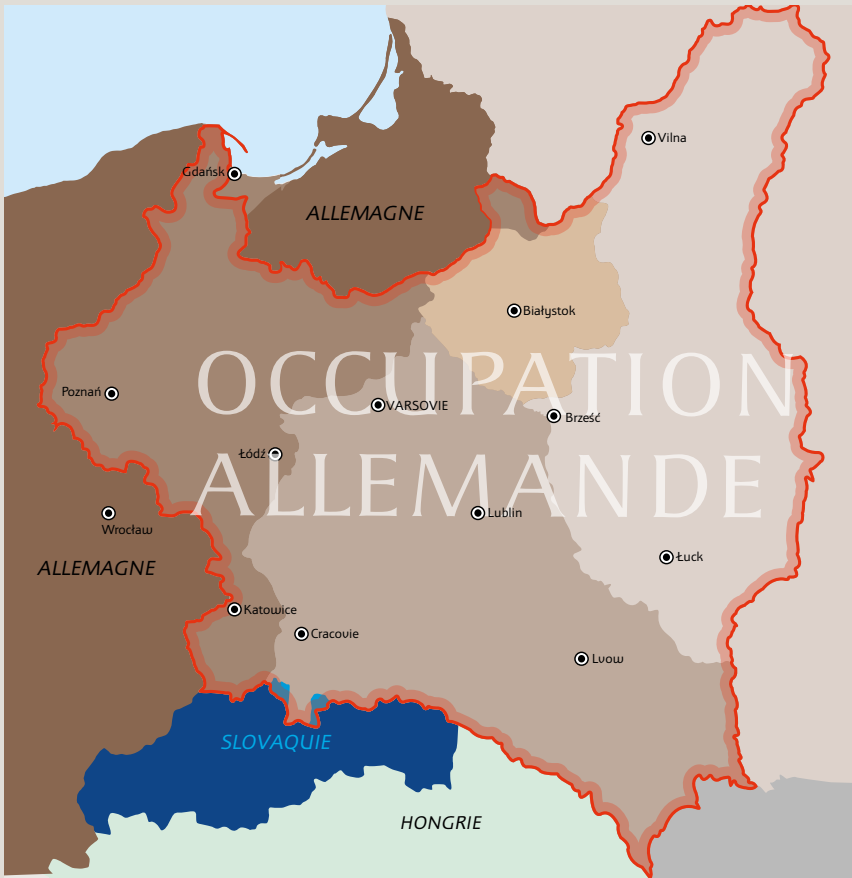 Vilna
Gdańsk
ALLEMAGNE
Białystok
OCCUPATION
Poznań
VARSOVIE
Brześć
Łódź
ALLEMANDE
Lublin
Wrocław
Łuck
ALLEMAGNE
Katowice
Cracovie
Lvow
SLOVAQUIE
HONGRIE